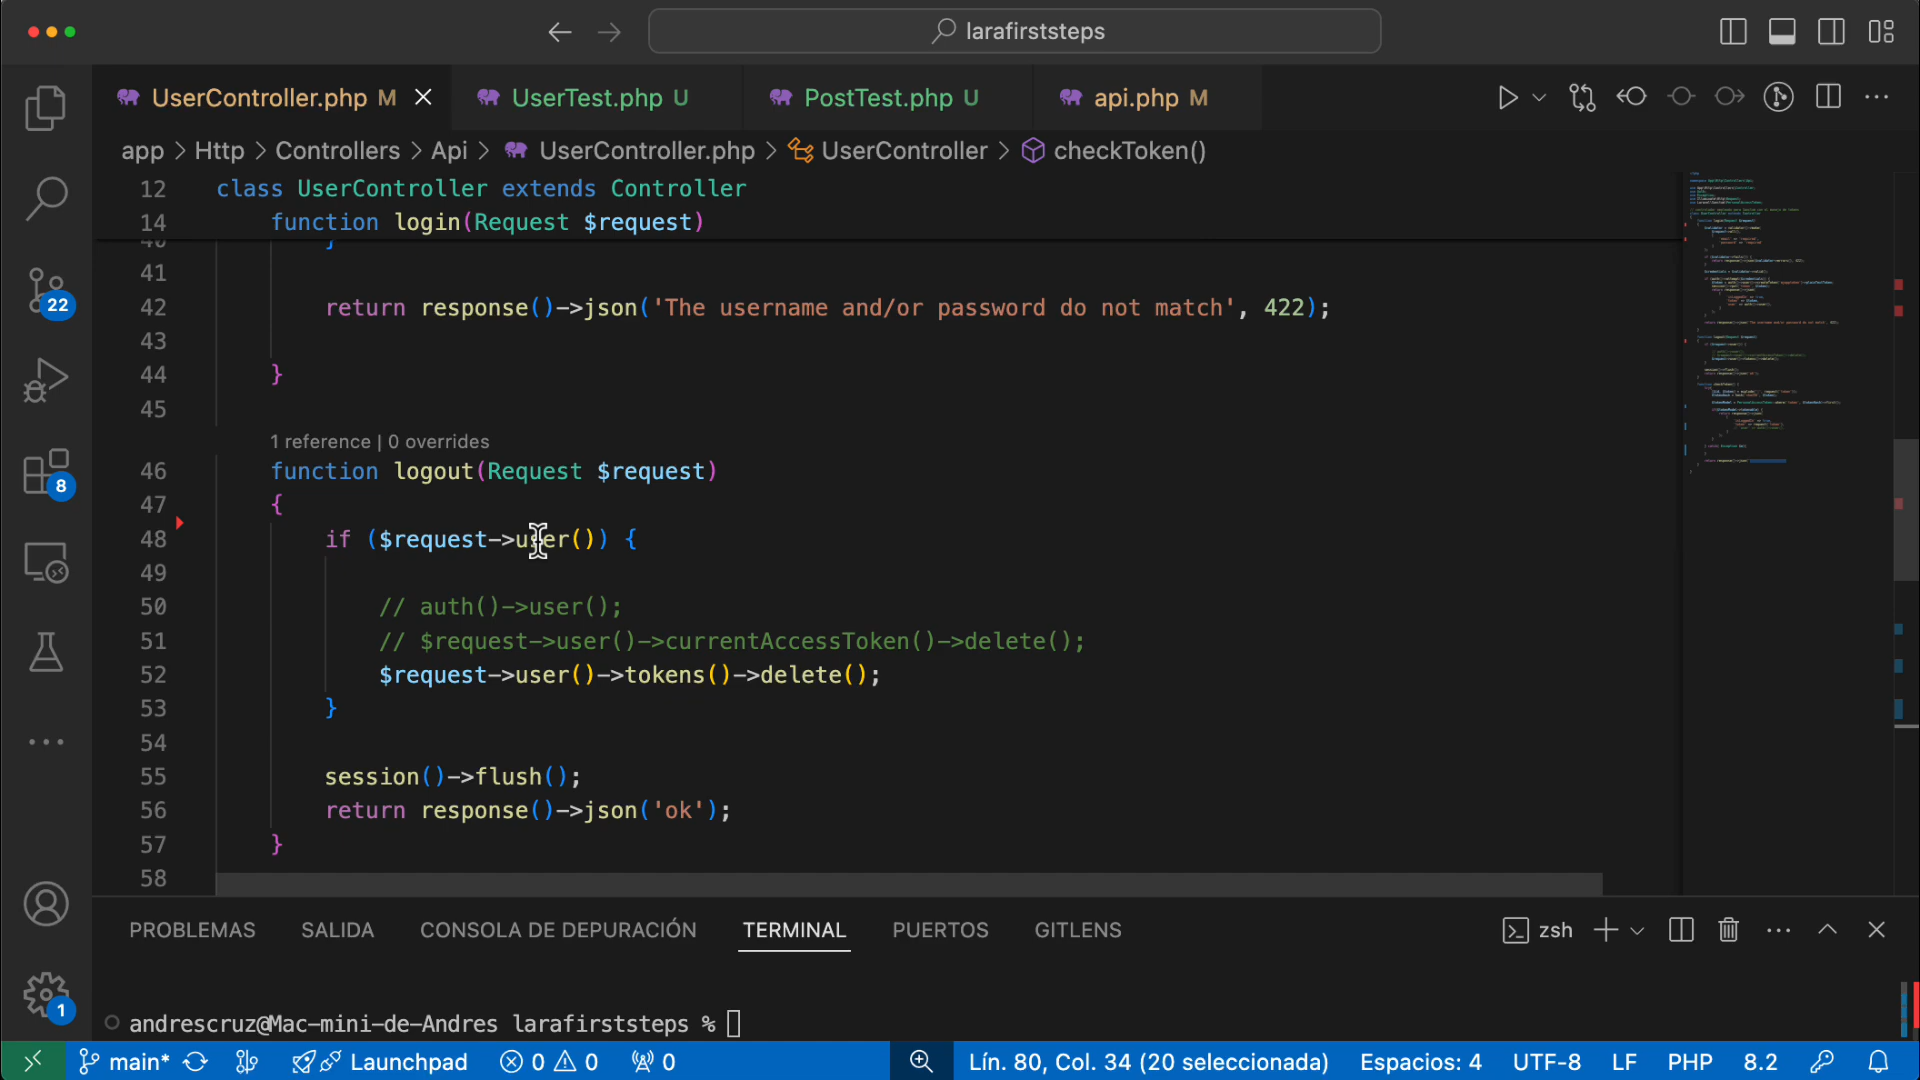 larafirststeps
UserController.php M
UserTest.php U
PostTest.php U
api.php M
app > Http > Controllers > Api > UserController.php > UserController > checkToken()
12 class UserController extends Controller
14 function login(Request $request)
40 }
41
42 return response()->json('The username and/or password do not match', 422);
43
44 }
45
1 reference | 0 overrides
46 function logout(Request $request)
47 {
48 if ($request->user()) {
49
50 // auth()->user();
51 // $request->user()->currentAccessToken()->delete();
52 $request->user()->tokens()->delete();
53 }
54
55 session()->flush();
56 return response()->json('ok');
57 }
58
22
8
1
PROBLEMAS SALIDA CONSOLA DE DEPURACIÓN TERMINAL PUERTOS GITLENS
zsh
andrescruz@Mac-mini-de-Andres larafirststeps %
main* Launchpad 0 0 0 Lín. 80, Col. 34 (20 seleccionada) Espacios: 4 UTF-8 LF PHP 8.2